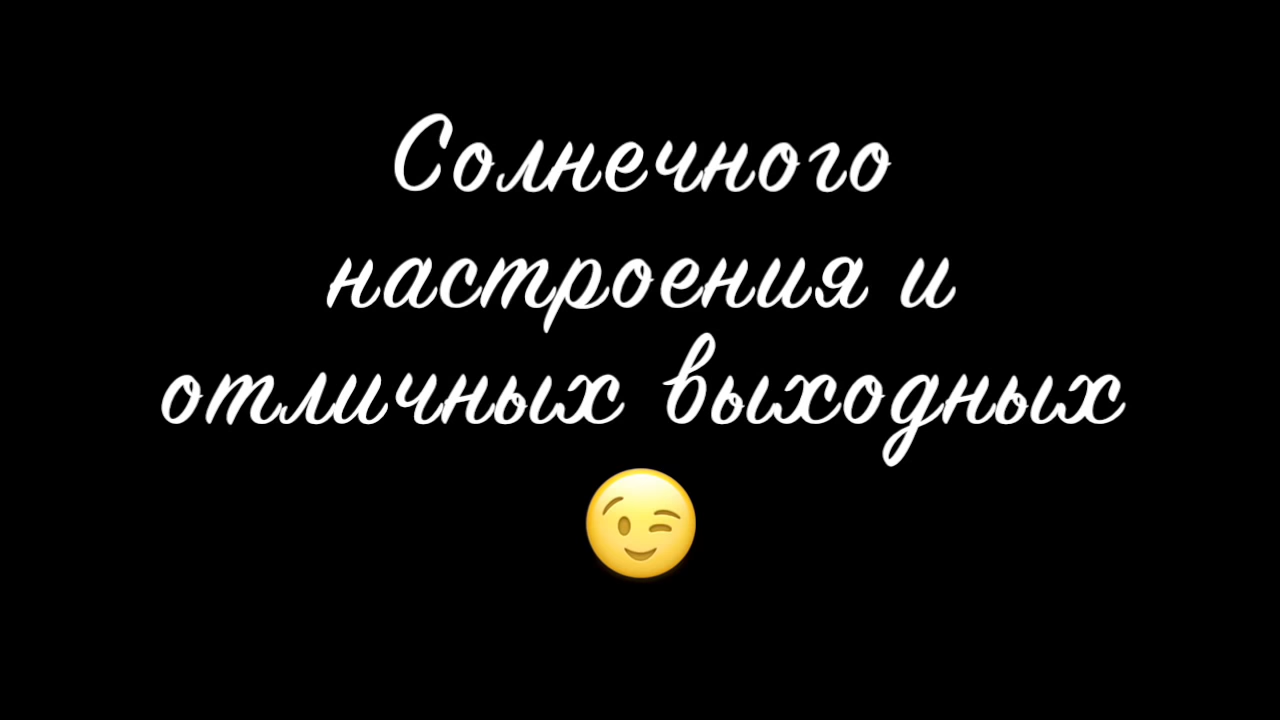 Солнечного
настроения и
отличных выходных
😉